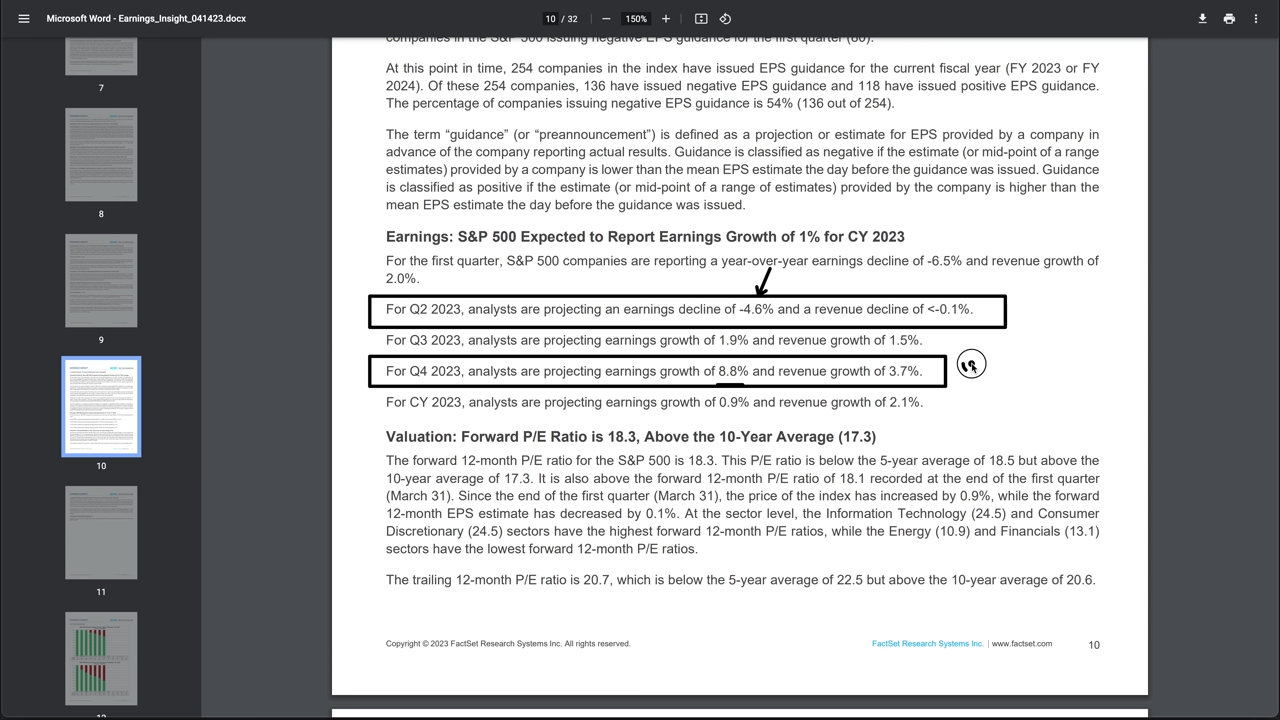 Microsoft Word - Earnings_Insight_041423.docx
10 / 32
150%
7
8
9
10
11
companies in the S&P 500 issuing negative EPS guidance for the first quarter (80).
At this point in time, 254 companies in the index have issued EPS guidance for the current fiscal year (FY 2023 or FY
2024). Of these 254 companies, 136 have issued negative EPS guidance and 118 have issued positive EPS guidance.
The percentage of companies issuing negative EPS guidance is 54% (136 out of 254).
The term “guidance” (or “preannouncement”) is defined as a projection or estimate for EPS provided by a company in
advance of the company reporting actual results. Guidance is classified as negative if the estimate (or mid-point of a range
estimates) provided by a company is lower than the mean EPS estimate the day before the guidance was issued. Guidance
is classified as positive if the estimate (or mid-point of a range of estimates) provided by the company is higher than the
mean EPS estimate the day before the guidance was issued.
Earnings: S&P 500 Expected to Report Earnings Growth of 1% for CY 2023
For the first quarter, S&P 500 companies are reporting a year-over-year earnings decline of -6.5% and revenue growth of
2.0%.
For Q2 2023, analysts are projecting an earnings decline of -4.6% and a revenue decline of <-0.1%.
For Q3 2023, analysts are projecting earnings growth of 1.9% and revenue growth of 1.5%.
For Q4 2023, analysts are projecting earnings growth of 8.8% and revenue growth of 3.7%.
For CY 2023, analysts are projecting earnings growth of 0.9% and revenue growth of 2.1%.
Valuation: Forward P/E Ratio is 18.3, Above the 10-Year Average (17.3)
The forward 12-month P/E ratio for the S&P 500 is 18.3. This P/E ratio is below the 5-year average of 18.5 but above the
10-year average of 17.3. It is also above the forward 12-month P/E ratio of 18.1 recorded at the end of the first quarter
(March 31). Since the end of the first quarter (March 31), the price of the index has increased by 0.9%, while the forward
12-month EPS estimate has decreased by 0.1%. At the sector level, the Information Technology (24.5) and Consumer
Discretionary (24.5) sectors have the highest forward 12-month P/E ratios, while the Energy (10.9) and Financials (13.1)
sectors have the lowest forward 12-month P/E ratios.
The trailing 12-month P/E ratio is 20.7, which is below the 5-year average of 22.5 but above the 10-year average of 20.6.
Copyright © 2023 FactSet Research Systems Inc. All rights reserved.
FactSet Research Systems Inc. | www.factset.com
10